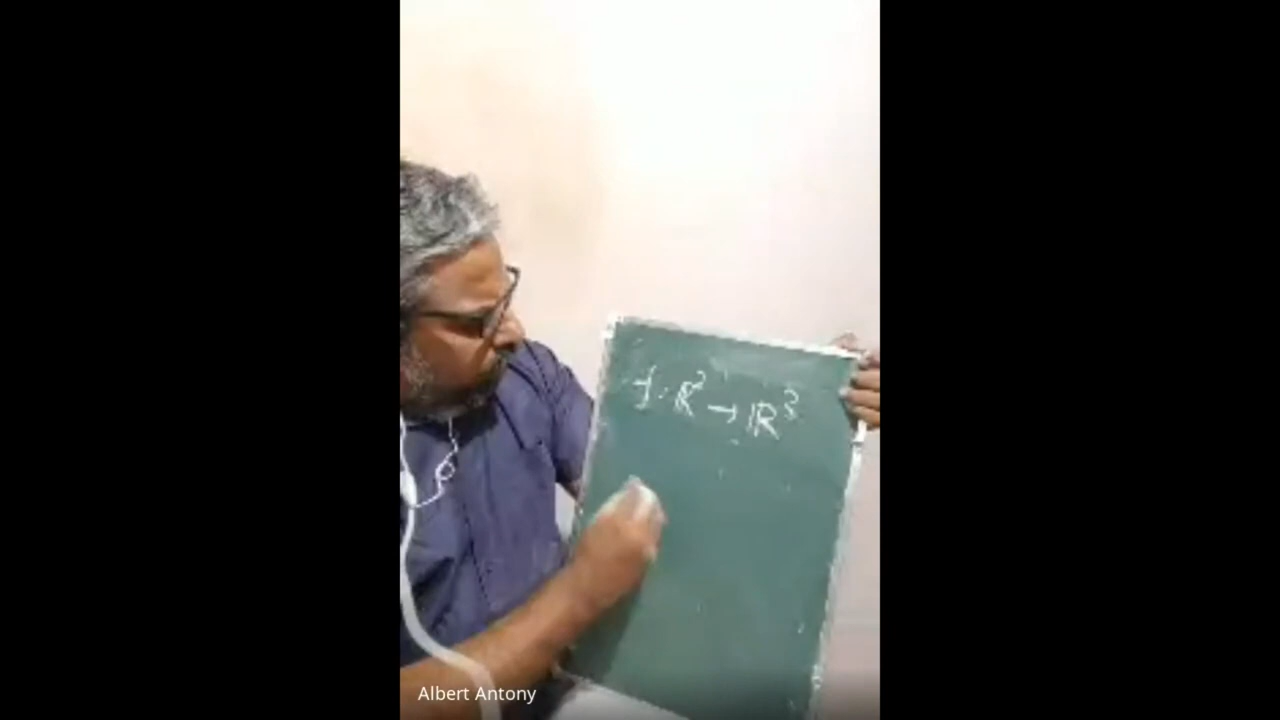 f: ℝ² → ℝ³
Albert Antony